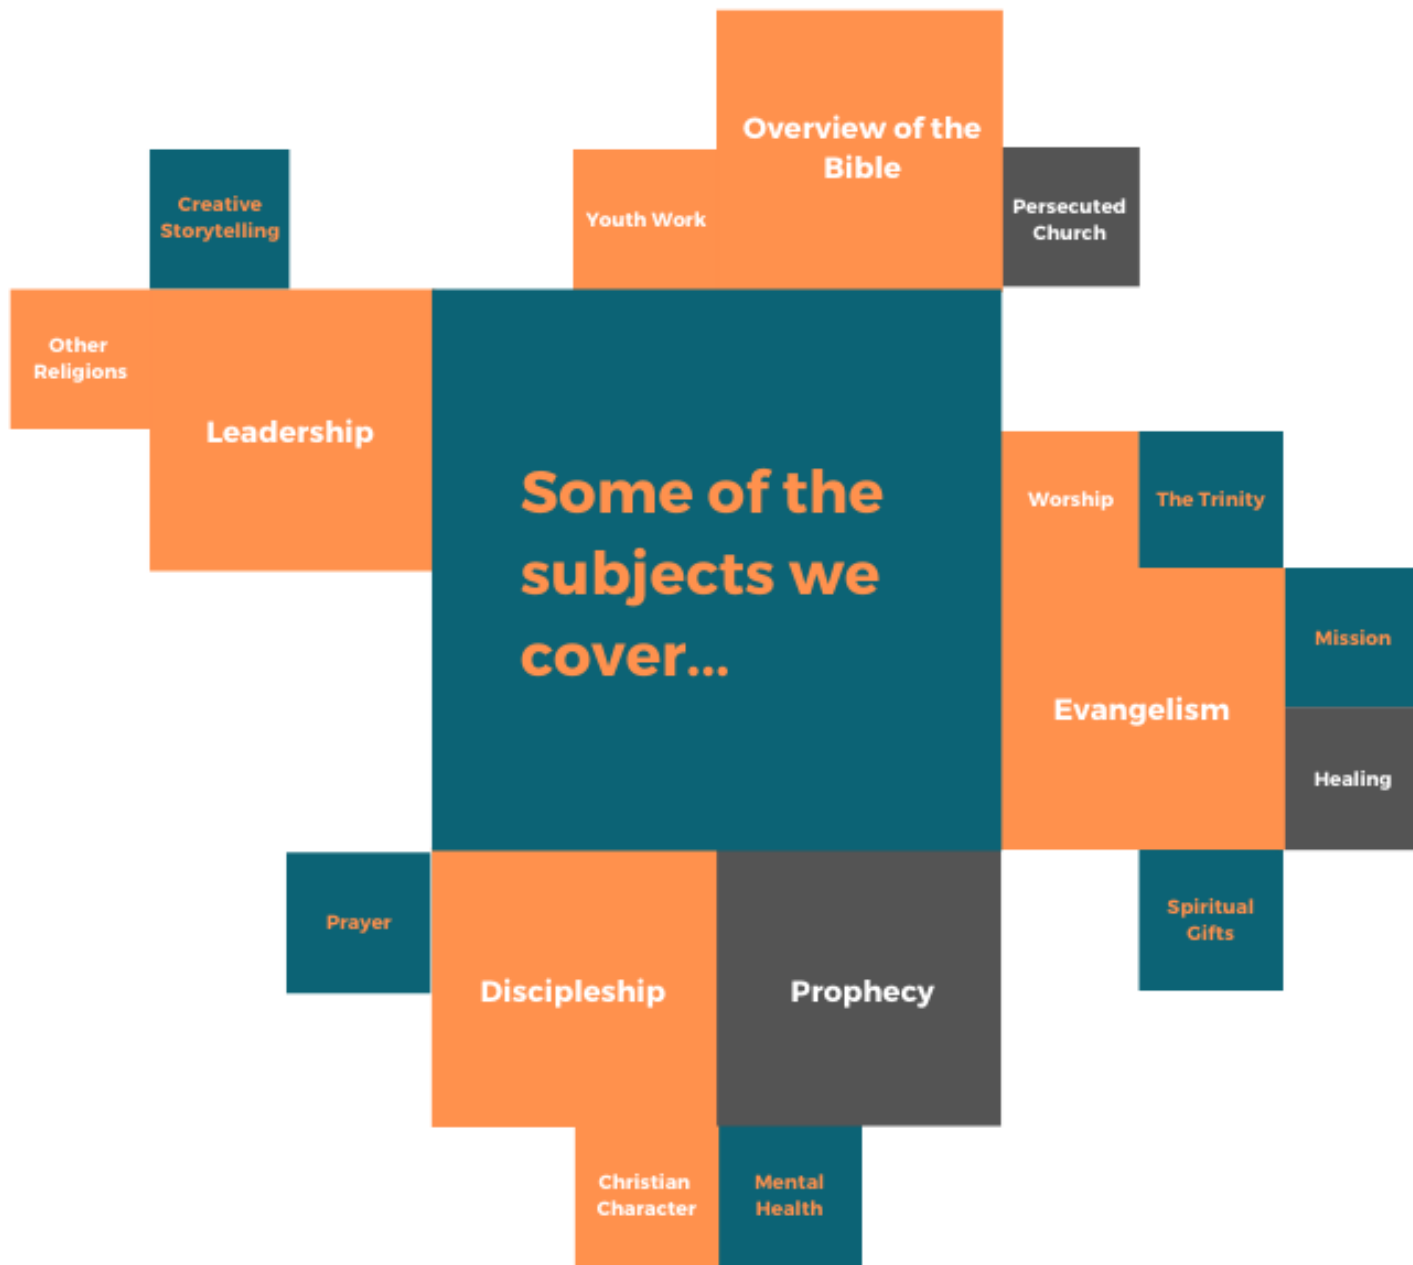 Overview of the
Bible
Creative
Storytelling
Youth Work
Persecuted
Church
Other
Religions
Leadership
Some of the
subjects we
cover...
Worship
The Trinity
Mission
Evangelism
Healing
Prayer
Spiritual
Gifts
Discipleship
Prophecy
Christian
Character
Mental
Health